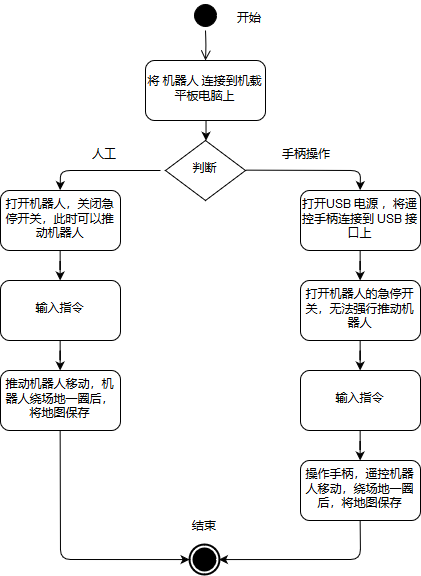 开始
将 机器人 连接到机载
平板电脑上
人工
判断
手柄操作
打开机器人，关闭急
停开关，此时可以推
动机器人
输入指令
推动机器人移动，机
器人绕场地一圈后，
将地图保存
打开USB 电源 ，将遥
控手柄连接到 USB 接
口上
打开机器人的急停开
关，无法强行推动机
器人
输入指令
操作手柄，遥控机器
人移动，绕场地一圈
后，将地图保存
结束